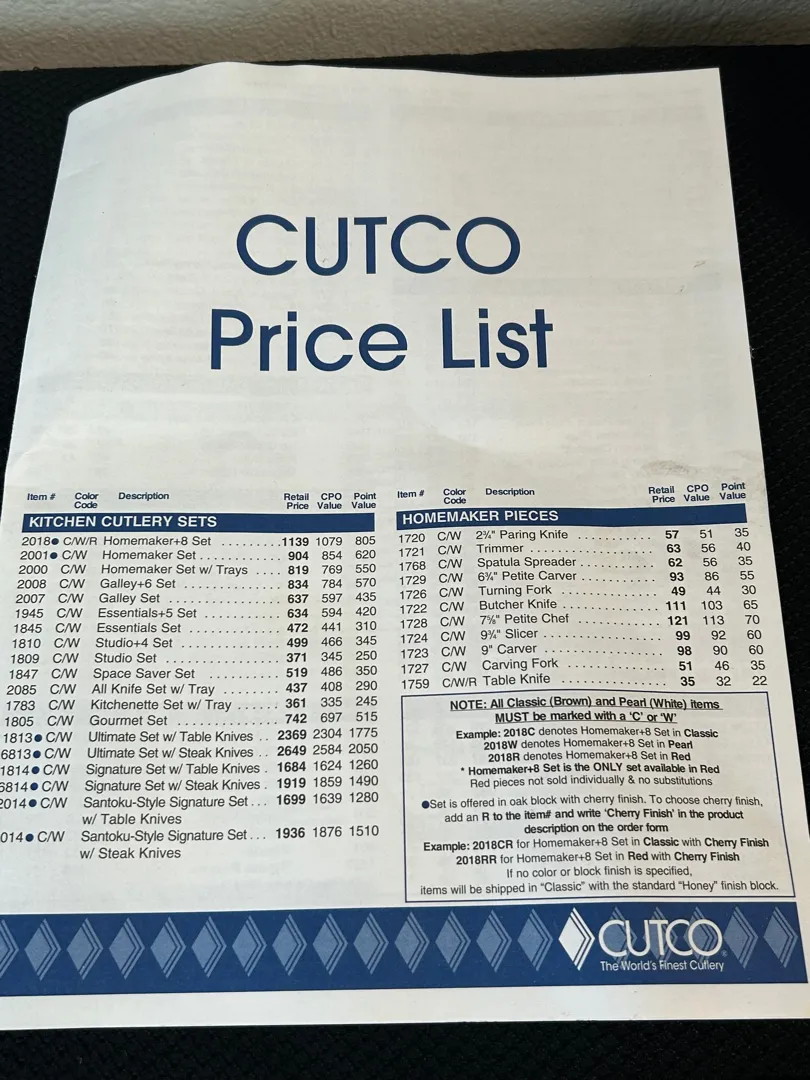 CUTCO
Price List
Item # Color Code Description Retail Price CPO Value Point Value
KITCHEN CUTLERY SETS
2018● C/W/R Homemaker+8 Set ......... 1139 1079 805
2001● C/W Homemaker Set ............ 904 854 620
2000 C/W Homemaker Set w/ Trays ..... 819 769 550
2008 C/W Galley+6 Set ............... 834 784 570
2007 C/W Galley Set ................. 637 597 435
1945 C/W Essentials+5 Set ........... 634 594 420
1845 C/W Essentials Set ............. 472 441 310
1810 C/W Studio+4 Set ............... 499 466 345
1809 C/W Studio Set ................. 371 345 250
1847 C/W Space Saver Set ............ 519 486 350
2085 C/W All Knife Set w/ Tray ........ 437 408 290
1783 C/W Kitchenette Set w/ Tray ..... 361 335 245
1805 C/W Gourmet Set ............... 742 697 515
1813● C/W Ultimate Set w/ Table Knives .. 2369 2304 1775
6813● C/W Ultimate Set w/ Steak Knives .. 2649 2584 2050
1814● C/W Signature Set w/ Table Knives . 1684 1624 1260
6814● C/W Signature Set w/ Steak Knives . 1919 1859 1490
2014● C/W Santoku-Style Signature Set ... 1699 1639 1280
w/ Table Knives
014● C/W Santoku-Style Signature Set ... 1936 1876 1510
w/ Steak Knives
Item # Color Code Description Retail Price CPO Value Point Value
HOMEMAKER PIECES
1720 C/W 2¾" Paring Knife ........... 57 51 35
1721 C/W Trimmer .................. 63 56 40
1768 C/W Spatula Spreader ........... 62 56 35
1729 C/W 6¾" Petite Carver .......... 93 86 55
1726 C/W Turning Fork .............. 49 44 30
1722 C/W Butcher Knife ............. 111 103 65
1728 C/W 7⅝" Petite Chef ........... 121 113 70
1724 C/W 9¾" Slicer ................ 99 92 60
1723 C/W 9" Carver ................. 98 90 60
1727 C/W Carving Fork .............. 51 46 35
1759 C/W/R Table Knife ............... 35 32 22
NOTE: All Classic (Brown) and Pearl (White) items
MUST be marked with a 'C' or 'W'
Example: 2018C denotes Homemaker+8 Set in Classic
2018W denotes Homemaker+8 Set in Pearl
2018R denotes Homemaker+8 Set in Red
* Homemaker+8 Set is the ONLY set available in Red
Red pieces not sold individually & no substitutions
●Set is offered in oak block with cherry finish. To choose cherry finish,
add an R to the item# and write 'Cherry Finish' in the product
description on the order form
Example: 2018CR for Homemaker+8 Set in Classic with Cherry Finish
2018RR for Homemaker+8 Set in Red with Cherry Finish
If no color or block finish is specified,
items will be shipped in "Classic" with the standard "Honey" finish block.
CUTCO
The World's Finest Cutlery